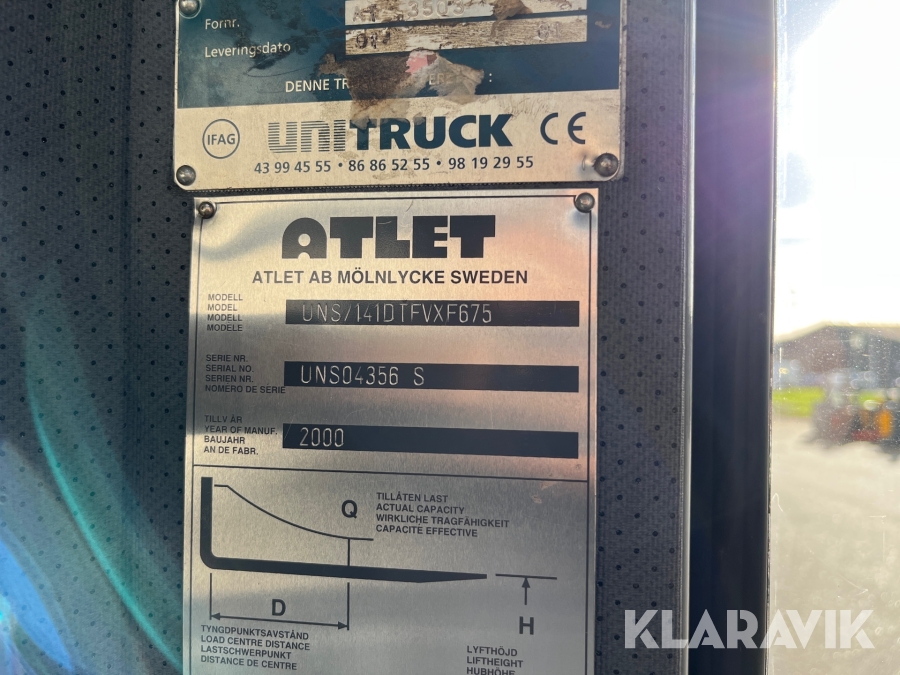 Fornr.
3503
Leveringsdato
DENNE TR
IFAG UNITRUCK CE
43 99 45 55 · 86 86 52 55 · 98 19 29 55
ATLET
ATLET AB MÖLNLYCKE SWEDEN
MODELL
MODEL
MODELL
MODELE
UNS/141DTFVXF675
SERIE NR.
SERIAL NO.
SERIEN NR.
NOMERO DE SERIE
UNS04356 S
TILLV ÅR
YEAR OF MANUF.
BAUJAHR
AN DE FABR.
2000
Q
TILLÅTEN LAST
ACTUAL CAPACITY
WIRKLICHE TRAGFÄHIGKEIT
CAPACITE EFFECTIVE
D
H
TYNGDPUNKTSAVSTÅND
LOAD CENTRE DISTANCE
LASTSCHWERPUNKT
DISTANCE DE CENTRE
LYFTHÖJD
LIFTHEIGHT
HUBHÖHE
KLARAVIK